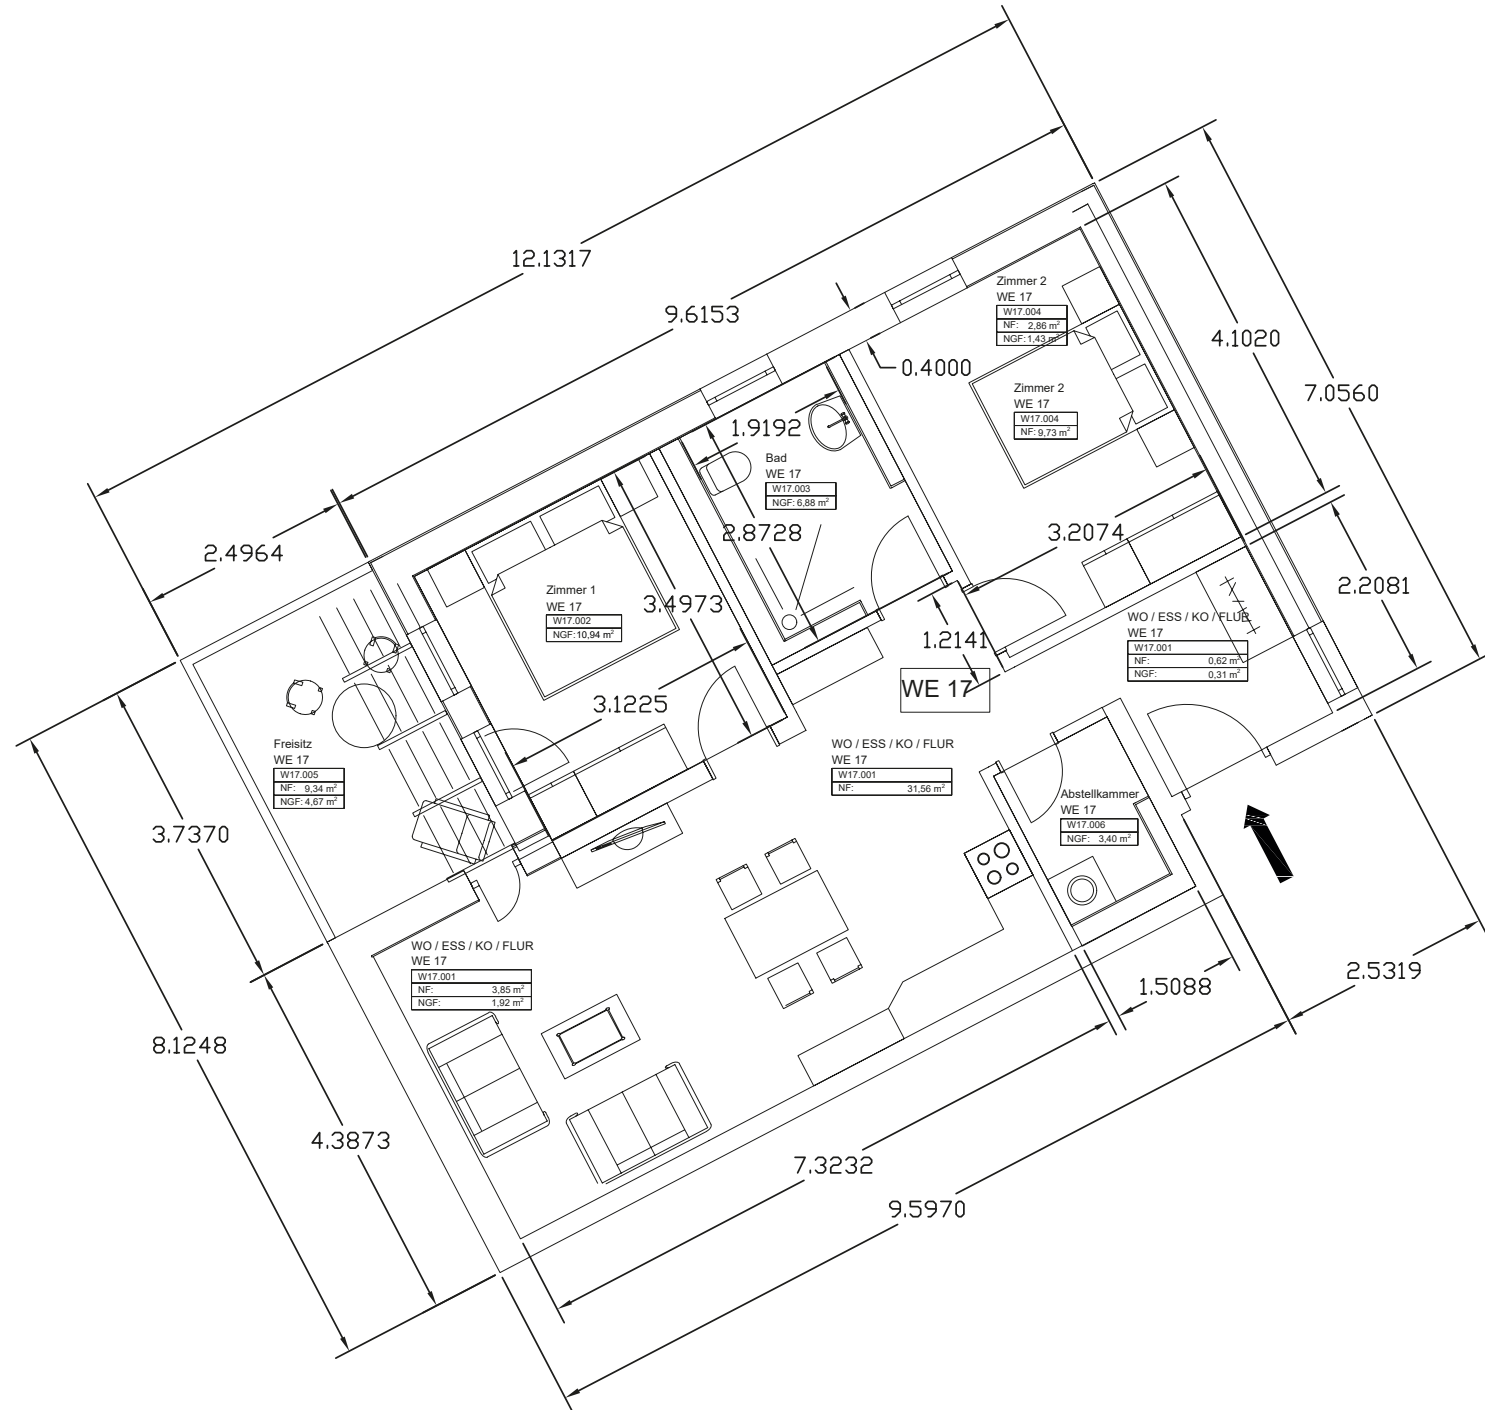 12.1317
9.6153
0.4000
4.1020
7.0560
Zimmer 2
WE 17
W17.004
NF: 2,86 m²
NGF: 1,43 m²
Zimmer 2
WE 17
W17.004
NF: 9,73 m²
1.9192
Bad
WE 17
W17.003
NGF: 6,88 m²
2.8728
3.2074
2.4964
2.2081
Zimmer 1
WE 17
W17.002
NGF: 10,94 m²
3.4973
1.2141
WO / ESS / KO / FLUR
WE 17
W17.001
NF: 0,62 m²
NGF: 0,31 m²
WE 17
3.1225
Freisitz
WE 17
W17.005
NF: 9,34 m²
NGF: 4,67 m²
WO / ESS / KO / FLUR
WE 17
W17.001
NF: 31,56 m²
Abstellkammer
WE 17
W17.006
NGF: 3,40 m²
3.7370
WO / ESS / KO / FLUR
WE 17
W17.001
NF: 3,85 m²
NGF: 1,92 m²
2.5319
1.5088
8.1248
4.3873
7.3232
9.5970